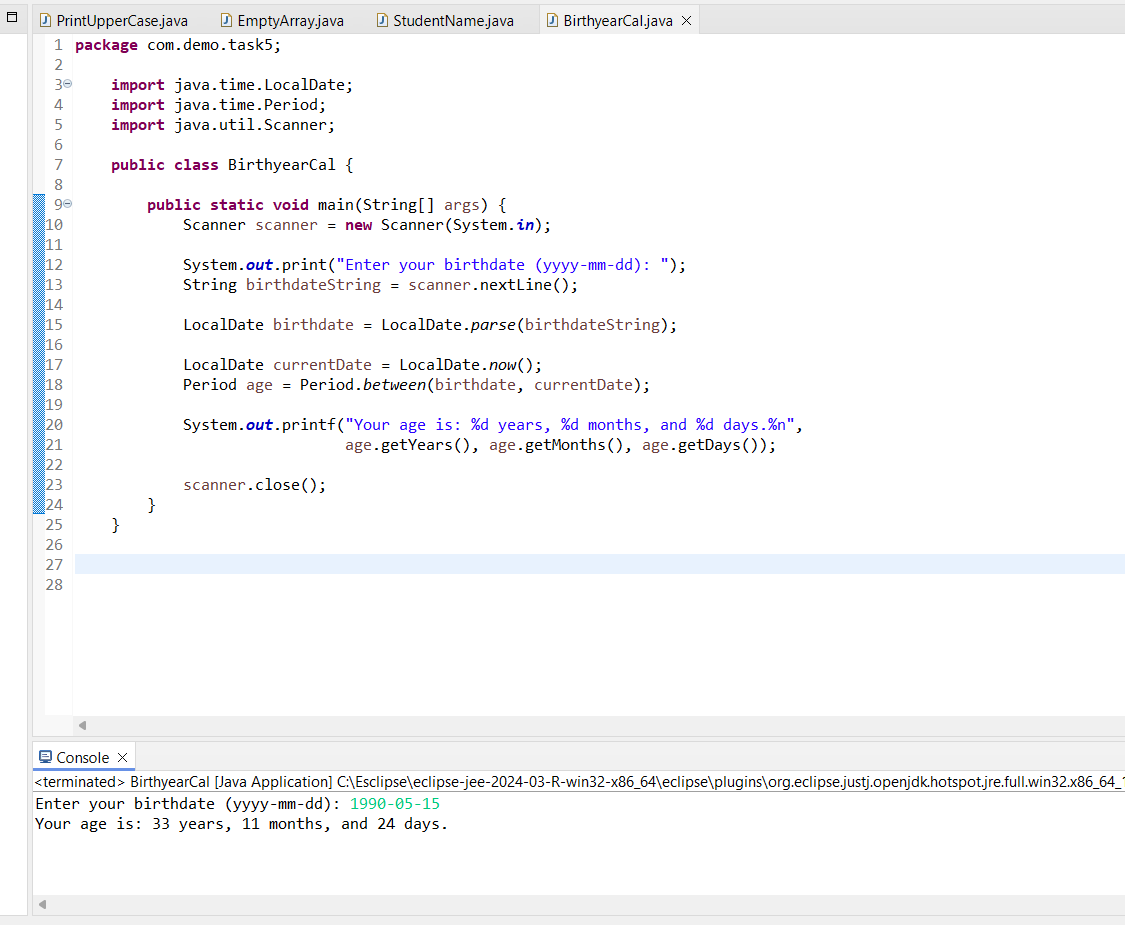 PrintUpperCase.java EmptyArray.java StudentName.java BirthyearCal.java
1 package com.demo.task5;
2
3 import java.time.LocalDate;
4 import java.time.Period;
5 import java.util.Scanner;
6
7 public class BirthyearCal {
8
9 public static void main(String[] args) {
10 Scanner scanner = new Scanner(System.in);
11
12 System.out.print("Enter your birthdate (yyyy-mm-dd): ");
13 String birthdateString = scanner.nextLine();
14
15 LocalDate birthdate = LocalDate.parse(birthdateString);
16
17 LocalDate currentDate = LocalDate.now();
18 Period age = Period.between(birthdate, currentDate);
19
20 System.out.printf("Your age is: %d years, %d months, and %d days.%n",
21 age.getYears(), age.getMonths(), age.getDays());
22
23 scanner.close();
24 }
25 }
26
27
28
Console
<terminated> BirthyearCal [Java Application] C:\Esclipse\eclipse-jee-2024-03-R-win32-x86_64\eclipse\plugins\org.eclipse.justj.openjdk.hotspot.jre.full.win32.x86_64_
Enter your birthdate (yyyy-mm-dd): 1990-05-15
Your age is: 33 years, 11 months, and 24 days.